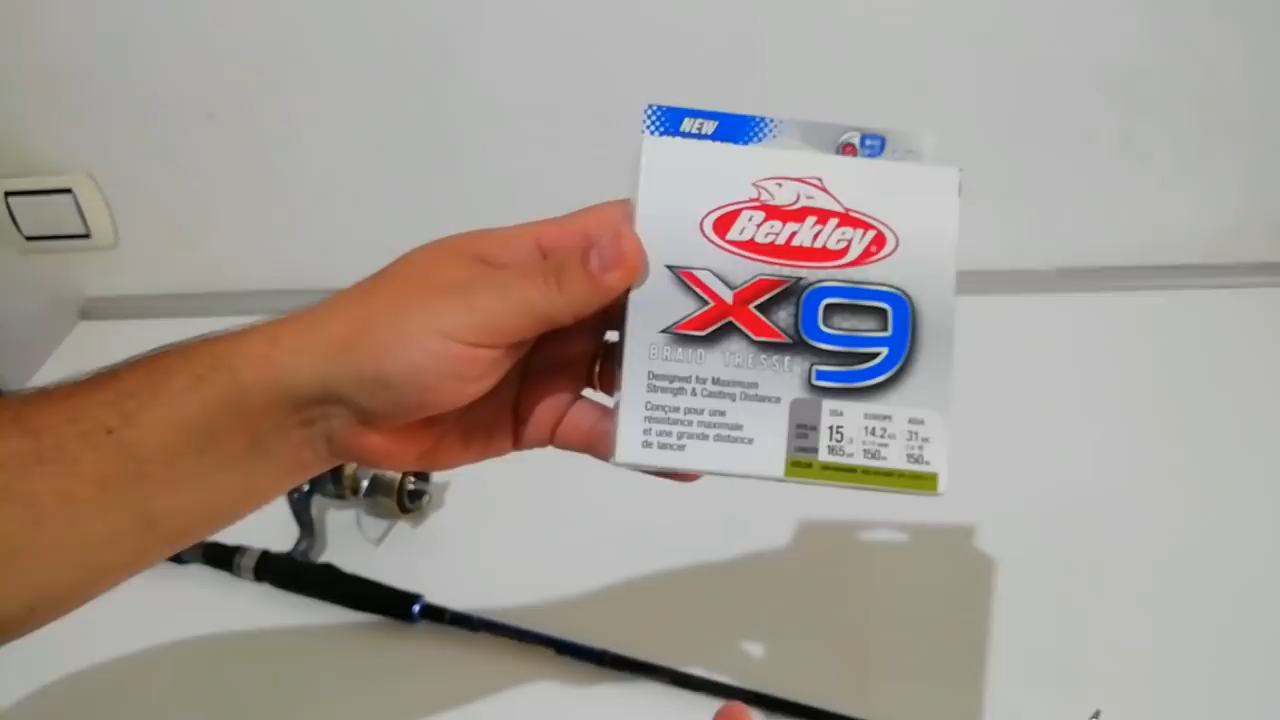 NEW
Berkley
X9
BRAID TRESSE
Designed for Maximum
Strength & Casting Distance
Conçue pour une
résistance maximale
et une grande distance
de lancer
USA EUROPE ASIA
15 14.2 31
165 150 150
COLOR